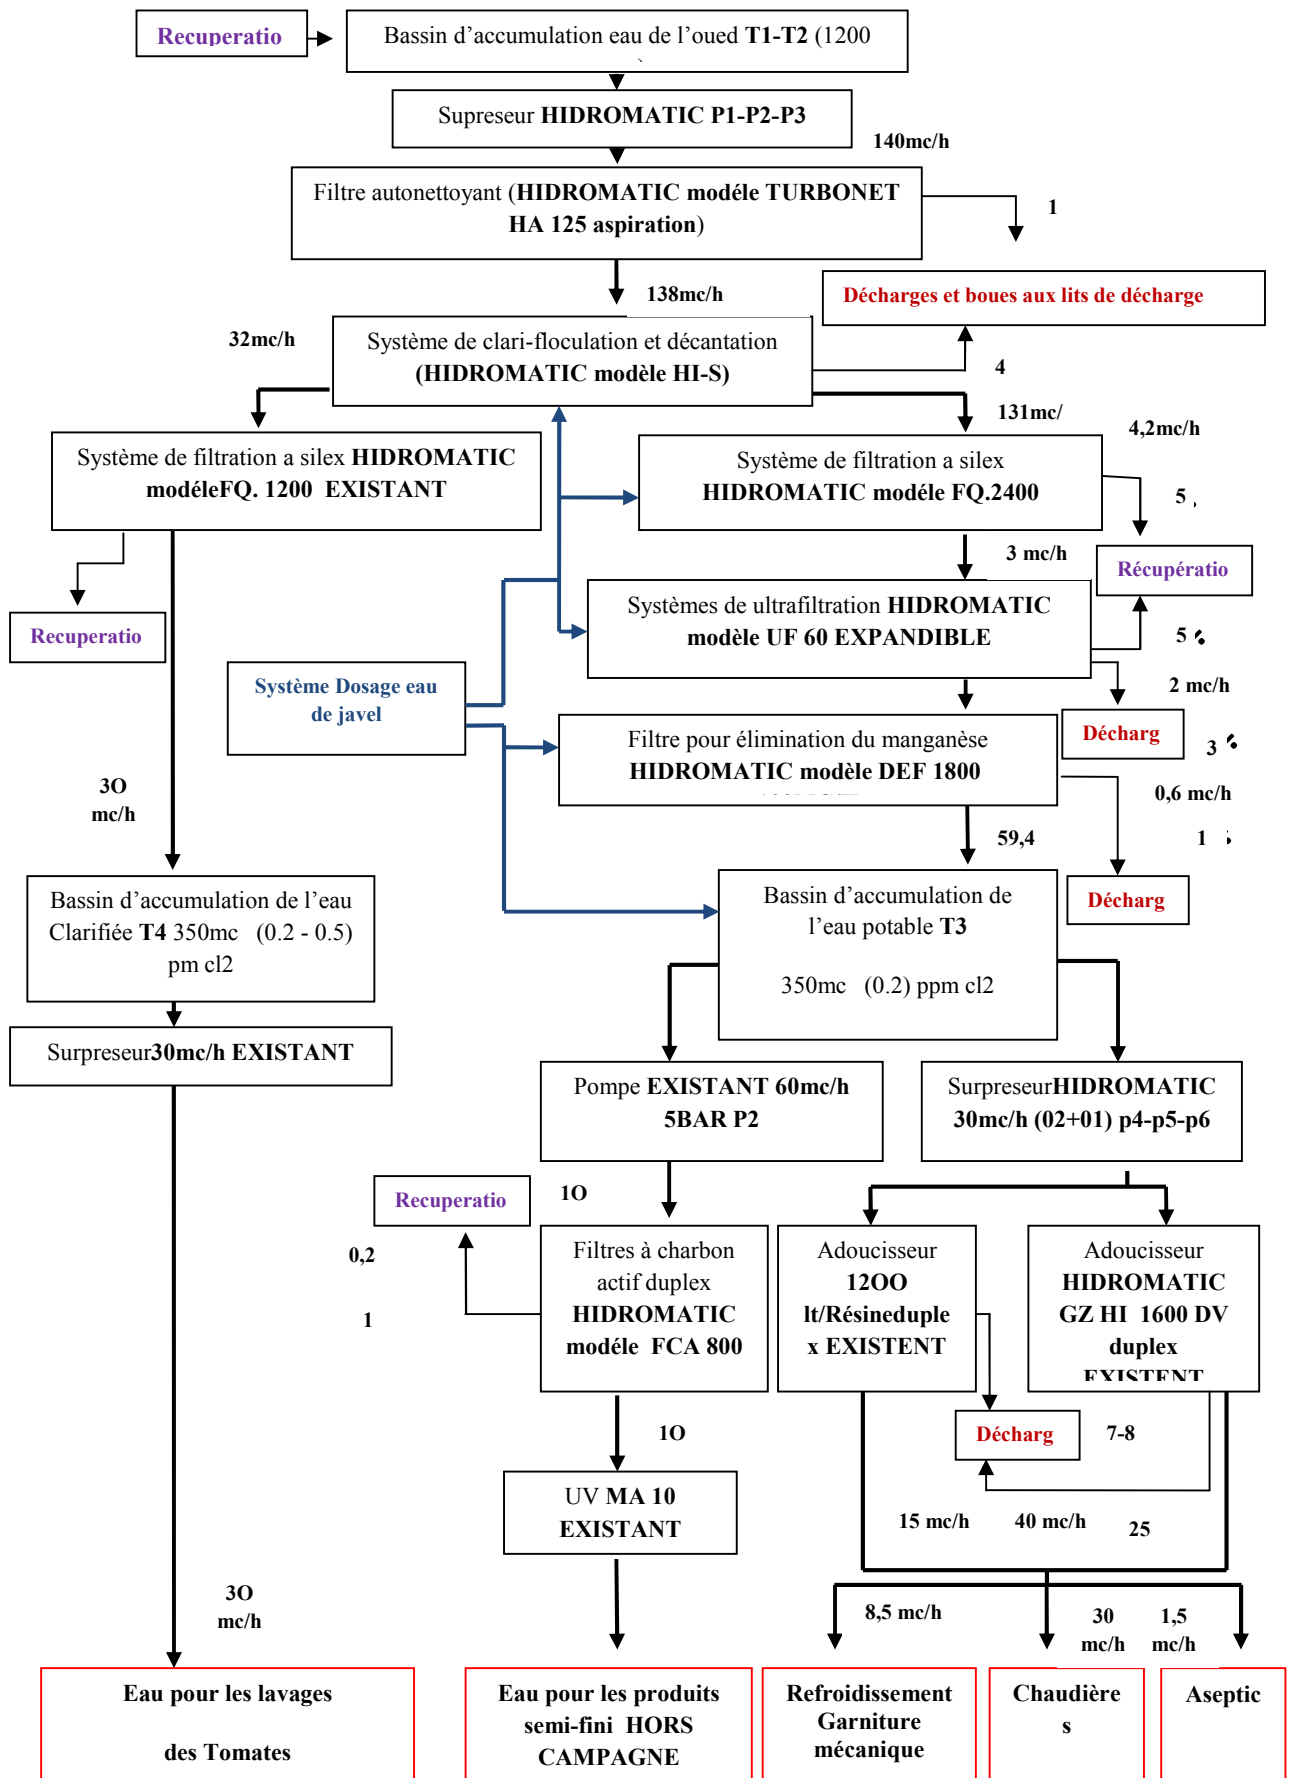 Recuperatio
Bassin d’accumulation eau de l’oued T1-T2 (1200
Supreseur HIDROMATIC P1-P2-P3
140mc/h
Filtre autonettoyant (HIDROMATIC modéle TURBONET
HA 125 aspiration)
1
138mc/h
Décharges et boues aux lits de décharge
32mc/h
Système de clari-floculation et décantation
(HIDROMATIC modèle HI-S)
4
131mc/
4,2mc/h
Système de filtration a silex HIDROMATIC
modéleFQ. 1200 EXISTANT
Système de filtration a silex
HIDROMATIC modéle FQ.2400
5
3 mc/h
Récupératio
Recuperatio
Systèmes de ultrafiltration HIDROMATIC
modèle UF 60 EXPANDIBLE
5
2 mc/h
Système Dosage eau
de javel
Décharg
3
Filtre pour élimination du manganèse
HIDROMATIC modèle DEF 1800
0,6 mc/h
3O
mc/h
59,4
1
Bassin d’accumulation de l’eau
Clarifiée T4 350mc (0.2 - 0.5)
pm cl2
Bassin d’accumulation de
l’eau potable T3
350mc (0.2) ppm cl2
Décharg
Surpreseur30mc/h EXISTANT
Pompe EXISTANT 60mc/h
5BAR P2
SurpreseurHIDROMATIC
30mc/h (02+01) p4-p5-p6
Recuperatio
1O
0,2
1
Filtres à charbon
actif duplex
HIDROMATIC
modéle FCA 800
Adoucisseur
12OO
lt/Résineduple
x EXISTENT
Adoucisseur
HIDROMATIC
GZ HI 1600 DV
duplex
EXISTENT
1O
Décharg
7-8
UV MA 10
EXISTANT
15 mc/h
40 mc/h
25
3O
mc/h
8,5 mc/h
30
mc/h
1,5
mc/h
Eau pour les lavages
des Tomates
Eau pour les produits
semi-fini HORS
CAMPAGNE
Refroidissement
Garniture
mécanique
Chaudière
s
Aseptic